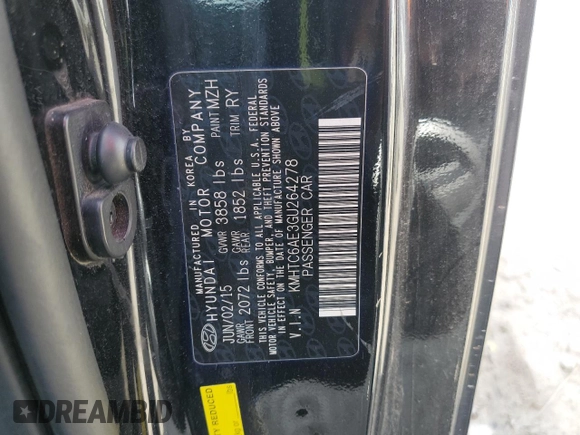 MANUFACTURED IN KOREA BY
HYUNDAI MOTOR COMPANY
JUN/02/15 GVWR 3858 lbs PAINT MZH
GAWR FRONT 2072 lbs GAWR REAR 1852 lbs TRIM RY
THIS VEHICLE CONFORMS TO ALL APPLICABLE U.S.A. FEDERAL
MOTOR VEHICLE SAFETY, BUMPER, AND THEFT PREVENTION STANDARDS
IN EFFECT ON THE DATE OF MANUFACTURE SHOWN ABOVE
V.I.N KMHTC6AE3GU264278
PASSENGER CAR
TY REDUCED
DREAMBID